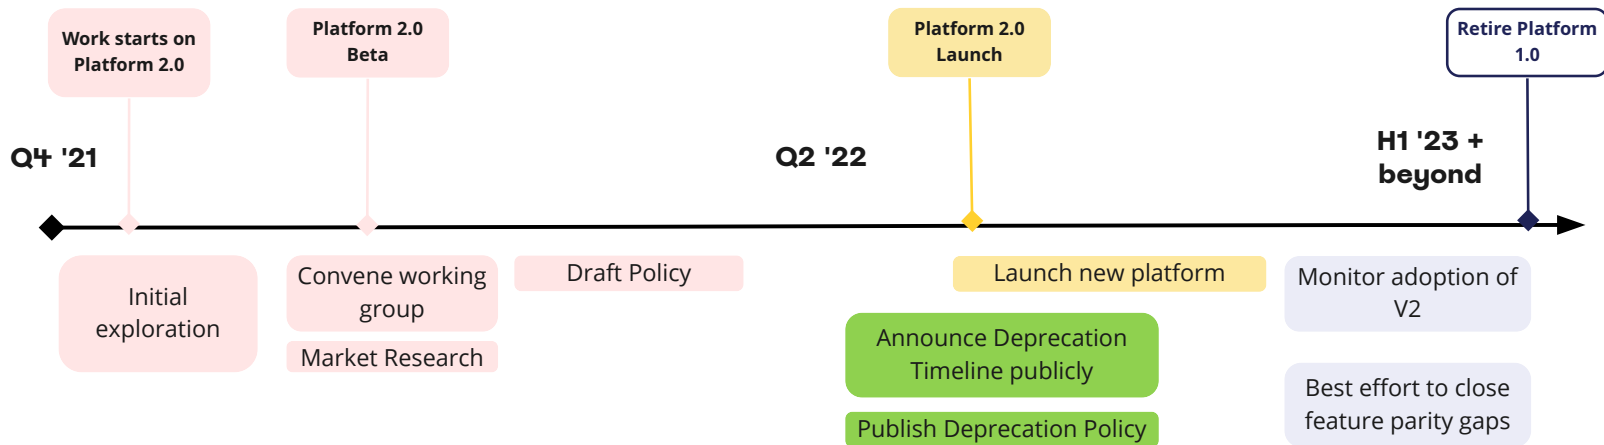 Work starts on
Platform 2.0
Platform 2.0
Beta
Platform 2.0
Launch
Retire Platform
1.0
Q4 '21
Q2 '22
H1 '23 +
beyond
Initial
exploration
Convene working
group
Market Research
Draft Policy
Launch new platform
Announce Deprecation
Timeline publicly
Publish Deprecation Policy
Monitor adoption of
V2
Best effort to close
feature parity gaps